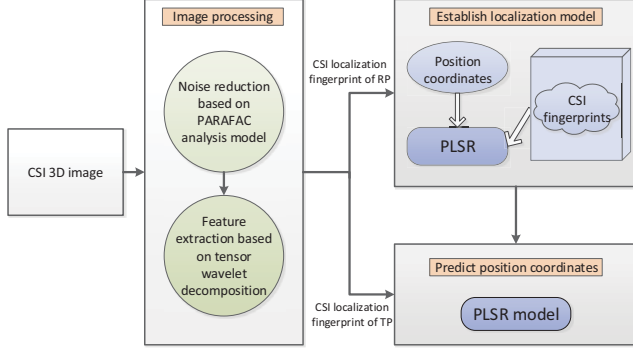 CSI 3D image
Image processing
Noise reduction
based on
PARAFAC
analysis model
Feature
extraction based
on tensor
wavelet
decomposition
CSI localization
fingerprint of RP
CSI localization
fingerprint of TP
Establish localization model
Position
coordinates
CSI
fingerprints
PLSR
Predict position coordinates
PLSR model